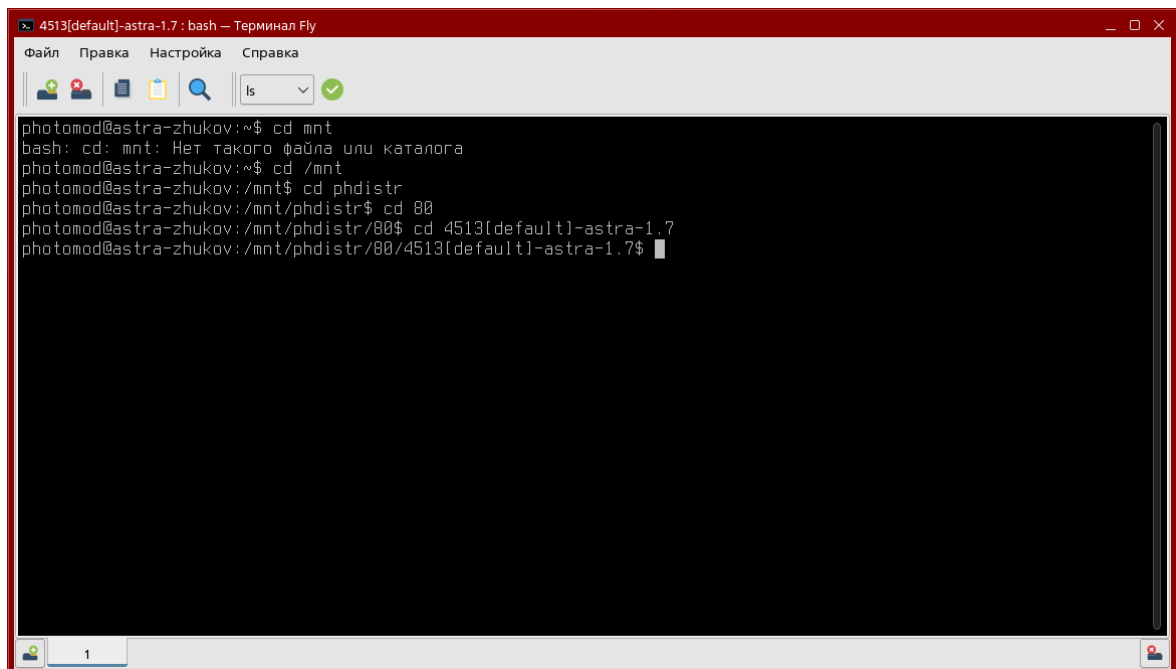 4513[default]-astra-1.7 : bash — Терминал Fly
Файл Правка Настройка Справка
ls
photomod@astra-zhukov:~$ cd mnt
bash: cd: mnt: Нет такого файла или каталога
photomod@astra-zhukov:~$ cd /mnt
photomod@astra-zhukov:/mnt$ cd phdistr
photomod@astra-zhukov:/mnt/phdistr$ cd 80
photomod@astra-zhukov:/mnt/phdistr/80$ cd 4513[default]-astra-1.7
photomod@astra-zhukov:/mnt/phdistr/80/4513[default]-astra-1.7$
1